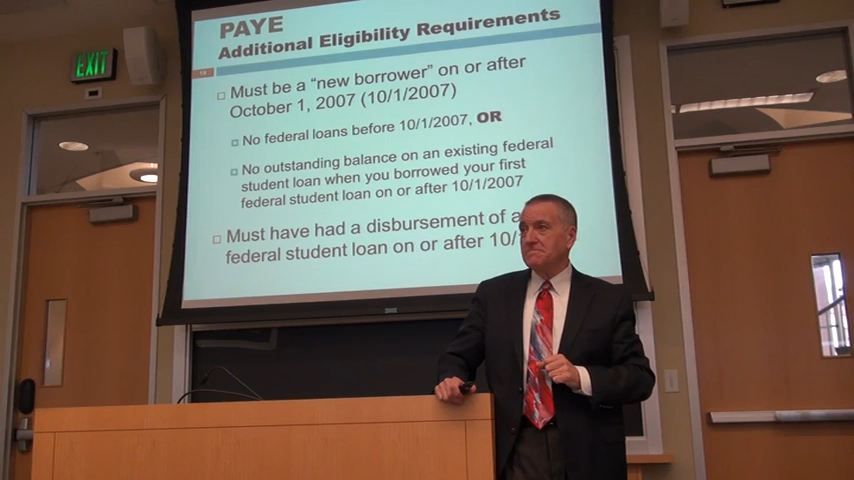 EXIT
PAYE
Additional Eligibility Requirements
18
Must be a “new borrower” on or after
October 1, 2007 (10/1/2007)
No federal loans before 10/1/2007, OR
No outstanding balance on an existing federal
student loan when you borrowed your first
federal student loan on or after 10/1/2007
Must have had a disbursement of a
federal student loan on or after 10/